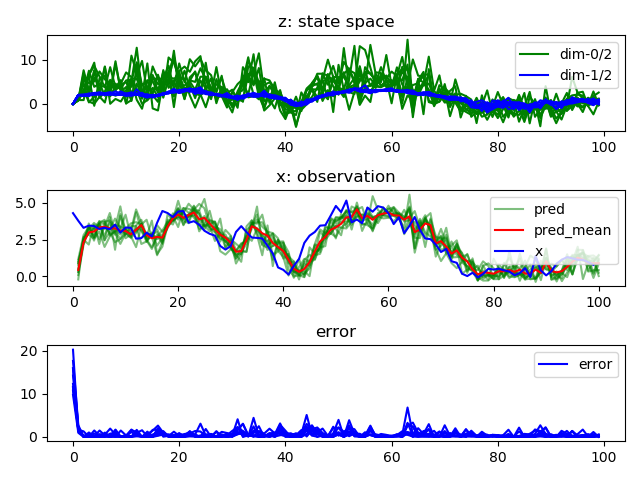 z: state space
10
0
dim-0/2
dim-1/2
0 20 40 60 80 100
x: observation
5.0
2.5
0.0
pred
pred_mean
x
0 20 40 60 80 100
error
20
10
0
error
0 20 40 60 80 100